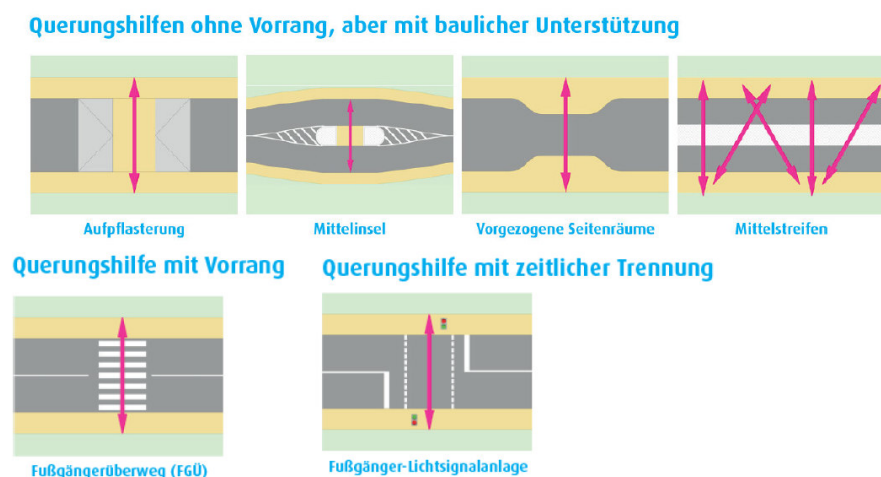 Querungshilfen ohne Vorrang, aber mit baulicher Unterstützung
Aufpflasterung
Mittelinsel
Vorgezogene Seitenräume
Mittelstreifen
Querungshilfe mit Vorrang
Querungshilfe mit zeitlicher Trennung
Fußgängerüberweg (FGÜ)
Fußgänger-Lichtsignalanlage